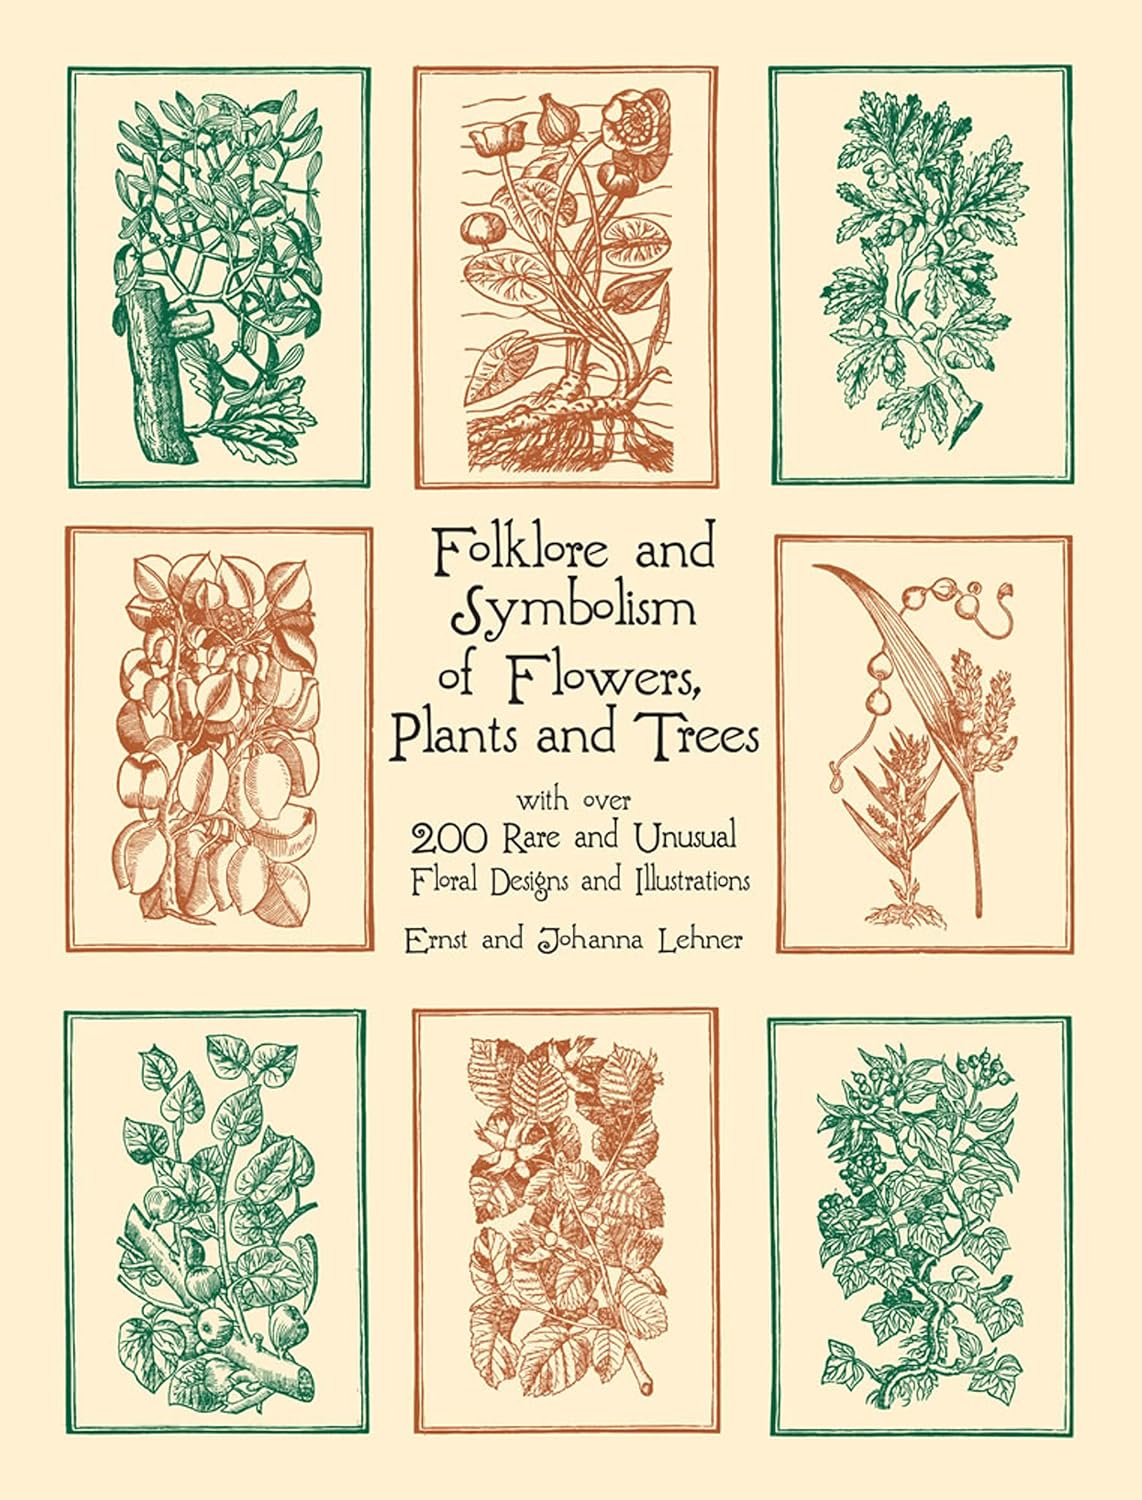 Folklore and
Symbolism
of Flowers,
Plants and Trees
with over
200 Rare and Unusual
Floral Designs and Illustrations
Ernst and Johanna Lehner